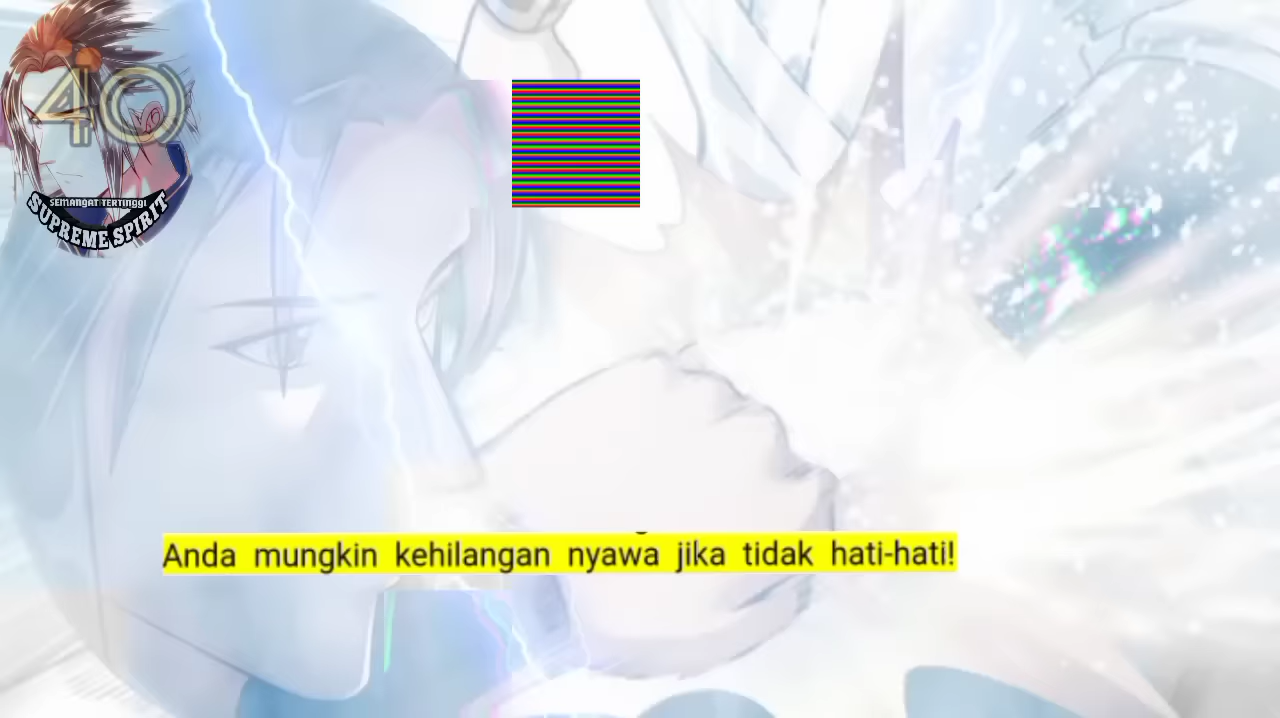 40
SEMANGAT TERTINGGI
SUPREME SPIRIT
Anda mungkin kehilangan nyawa jika tidak hati-hati!